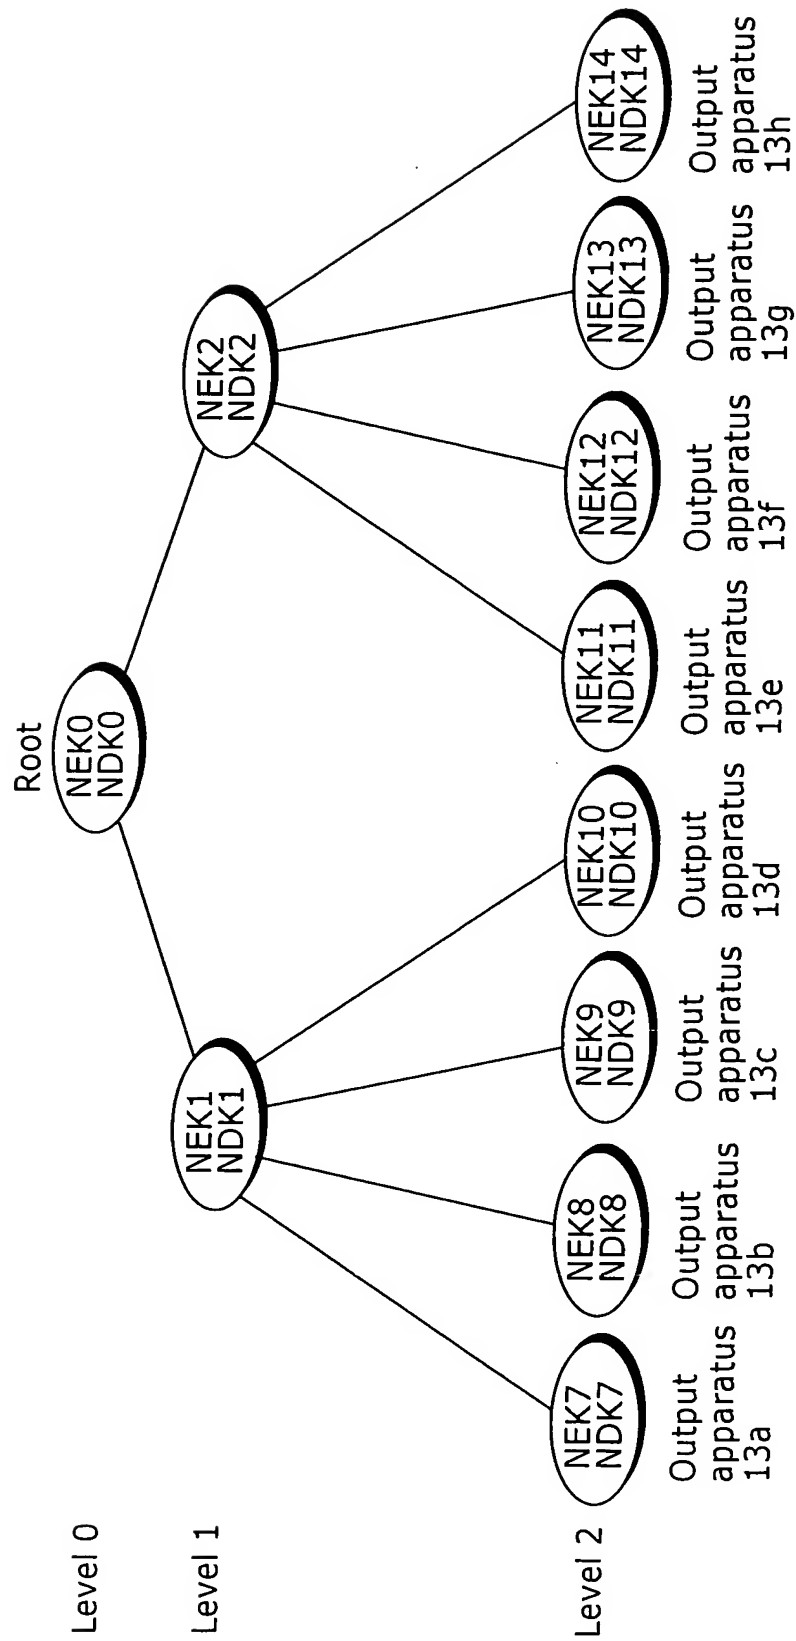 Root
Level 0
NEK0
NDK0
Level 1
NEK1
NDK1
NEK2
NDK2
Level 2
NEK7
NDK7
NEK8
NDK8
NEK9
NDK9
NEK10
NDK10
NEK11
NDK11
NEK12
NDK12
NEK13
NDK13
NEK14
NDK14
Output
apparatus
13a
Output
apparatus
13b
Output
apparatus
13c
Output
apparatus
13d
Output
apparatus
13e
Output
apparatus
13f
Output
apparatus
13g
Output
apparatus
13h